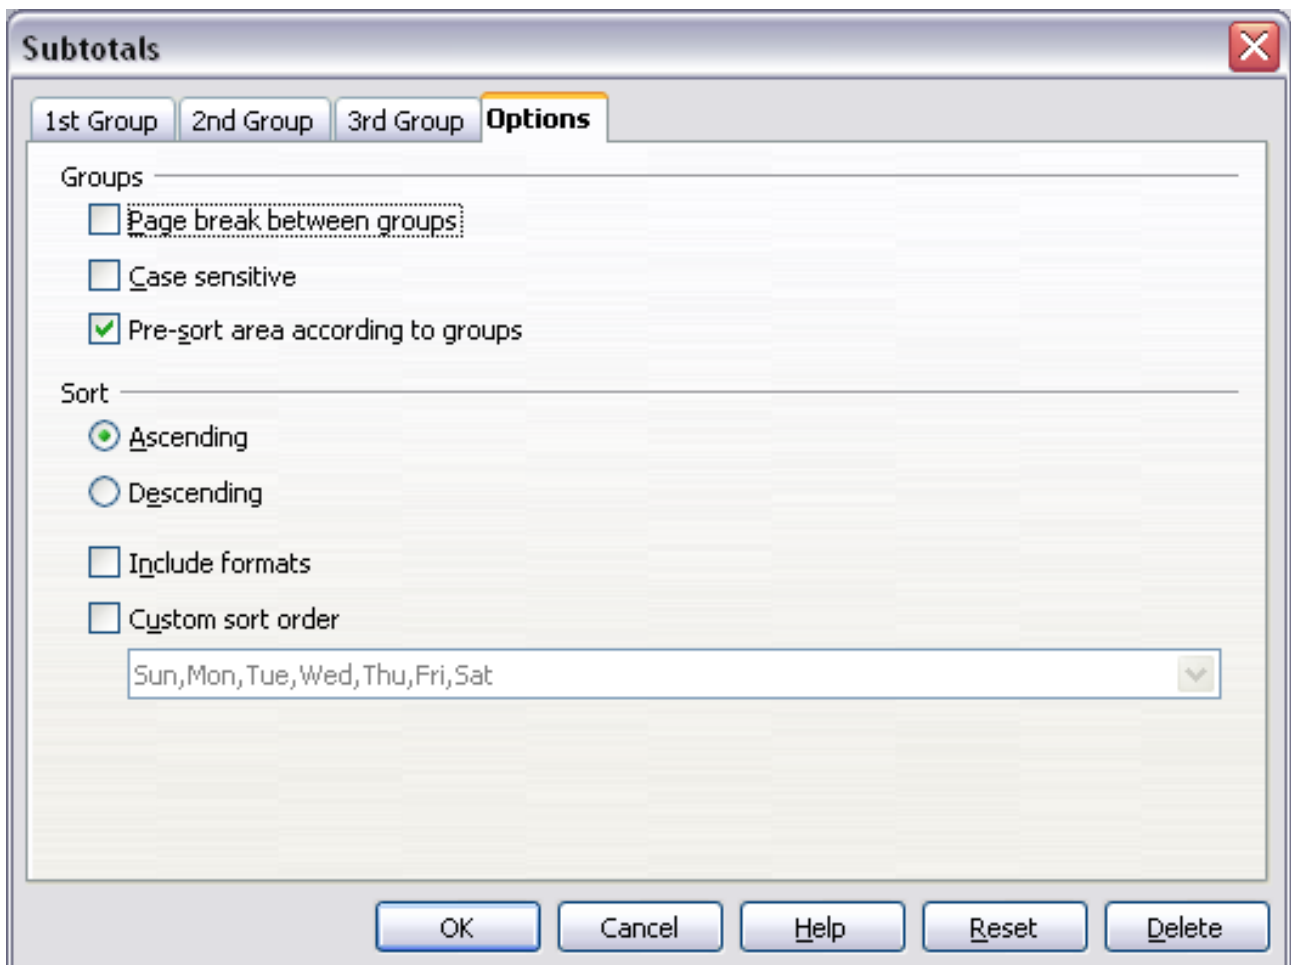 Subtotals
1st Group 2nd Group 3rd Group Options
Groups
Page break between groups
Case sensitive
Pre-sort area according to groups
Sort
Ascending
Descending
Include formats
Custom sort order
Sun,Mon,Tue,Wed,Thu,Fri,Sat
OK Cancel Help Reset Delete